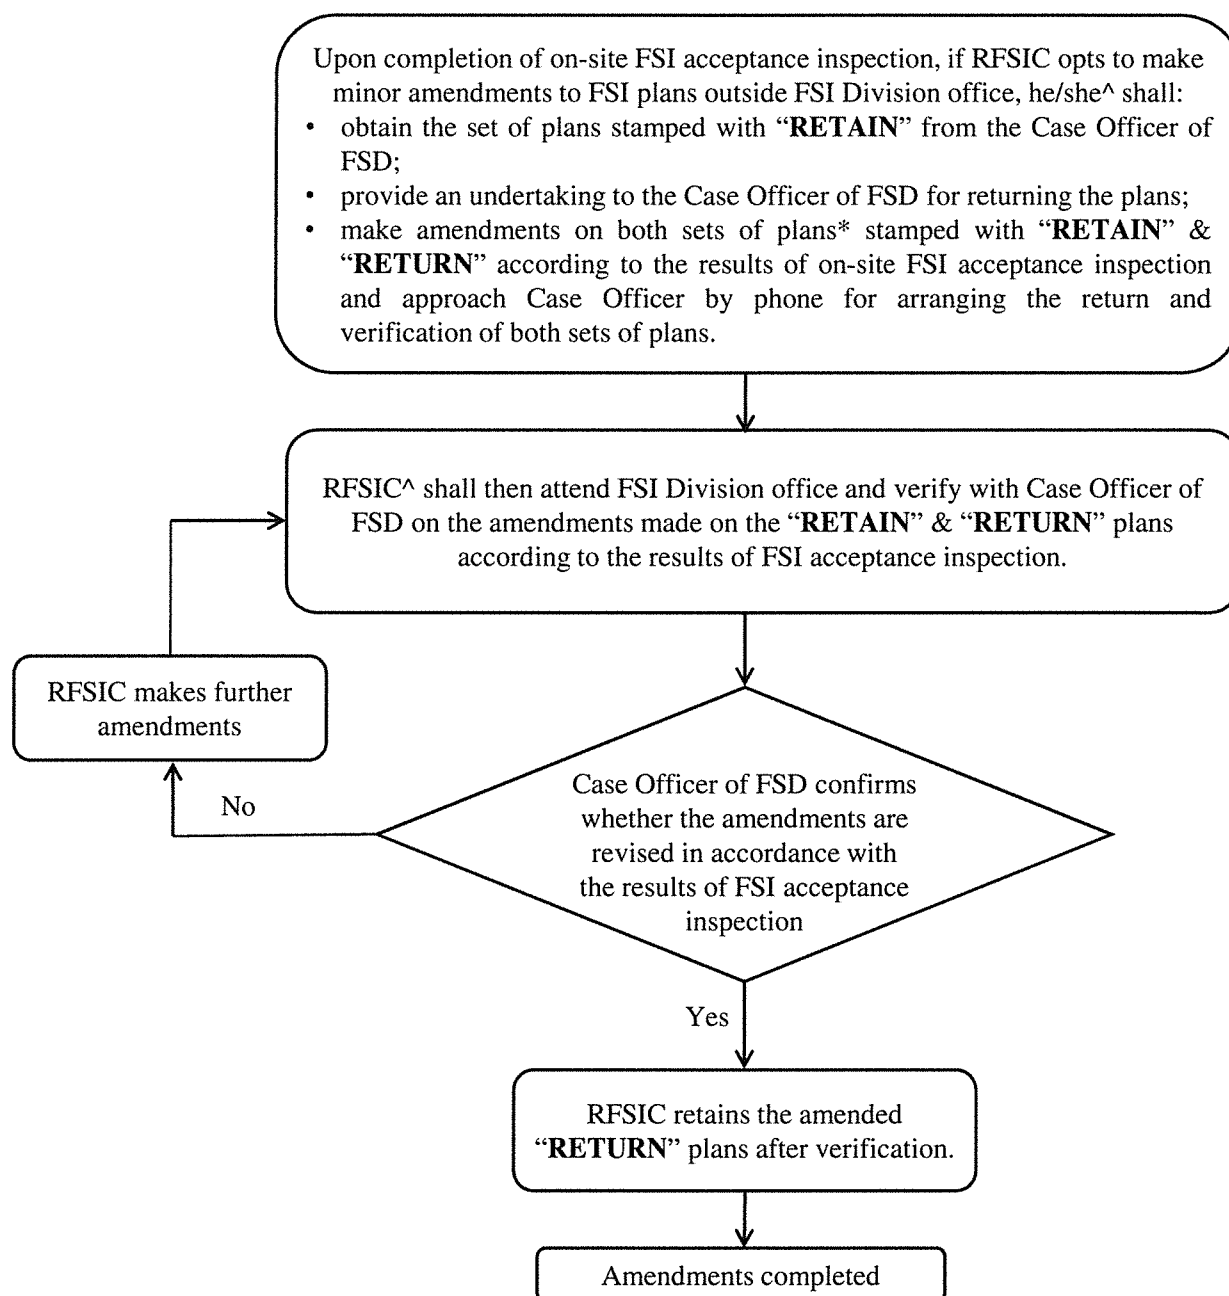 Upon completion of on-site FSI acceptance inspection, if RFSIC opts to make
minor amendments to FSI plans outside FSI Division office, he/she^ shall:
• obtain the set of plans stamped with “RETAIN” from the Case Officer of
FSD;
• provide an undertaking to the Case Officer of FSD for returning the plans;
• make amendments on both sets of plans* stamped with “RETAIN” &
“RETURN” according to the results of on-site FSI acceptance inspection
and approach Case Officer by phone for arranging the return and
verification of both sets of plans.
RFSIC^ shall then attend FSI Division office and verify with Case Officer of
FSD on the amendments made on the “RETAIN” & “RETURN” plans
according to the results of FSI acceptance inspection.
RFSIC makes further
amendments
No
Case Officer of FSD confirms
whether the amendments are
revised in accordance with
the results of FSI acceptance
inspection
Yes
RFSIC retains the amended
“RETURN” plans after verification.
Amendments completed